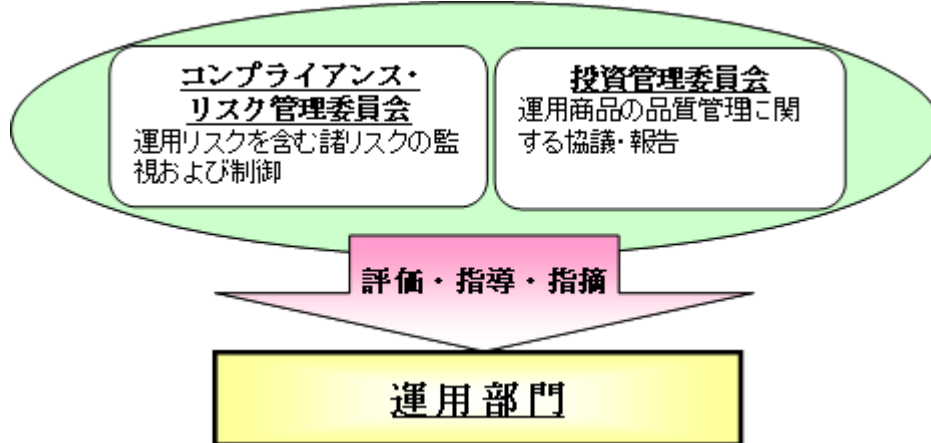 コンプライアンス・
リスク管理委員会
運用リスクを含む諸リスクの監
視および制御
投資管理委員会
運用商品の品質管理に関
する協議・報告
評価・指導・指摘
運用部門